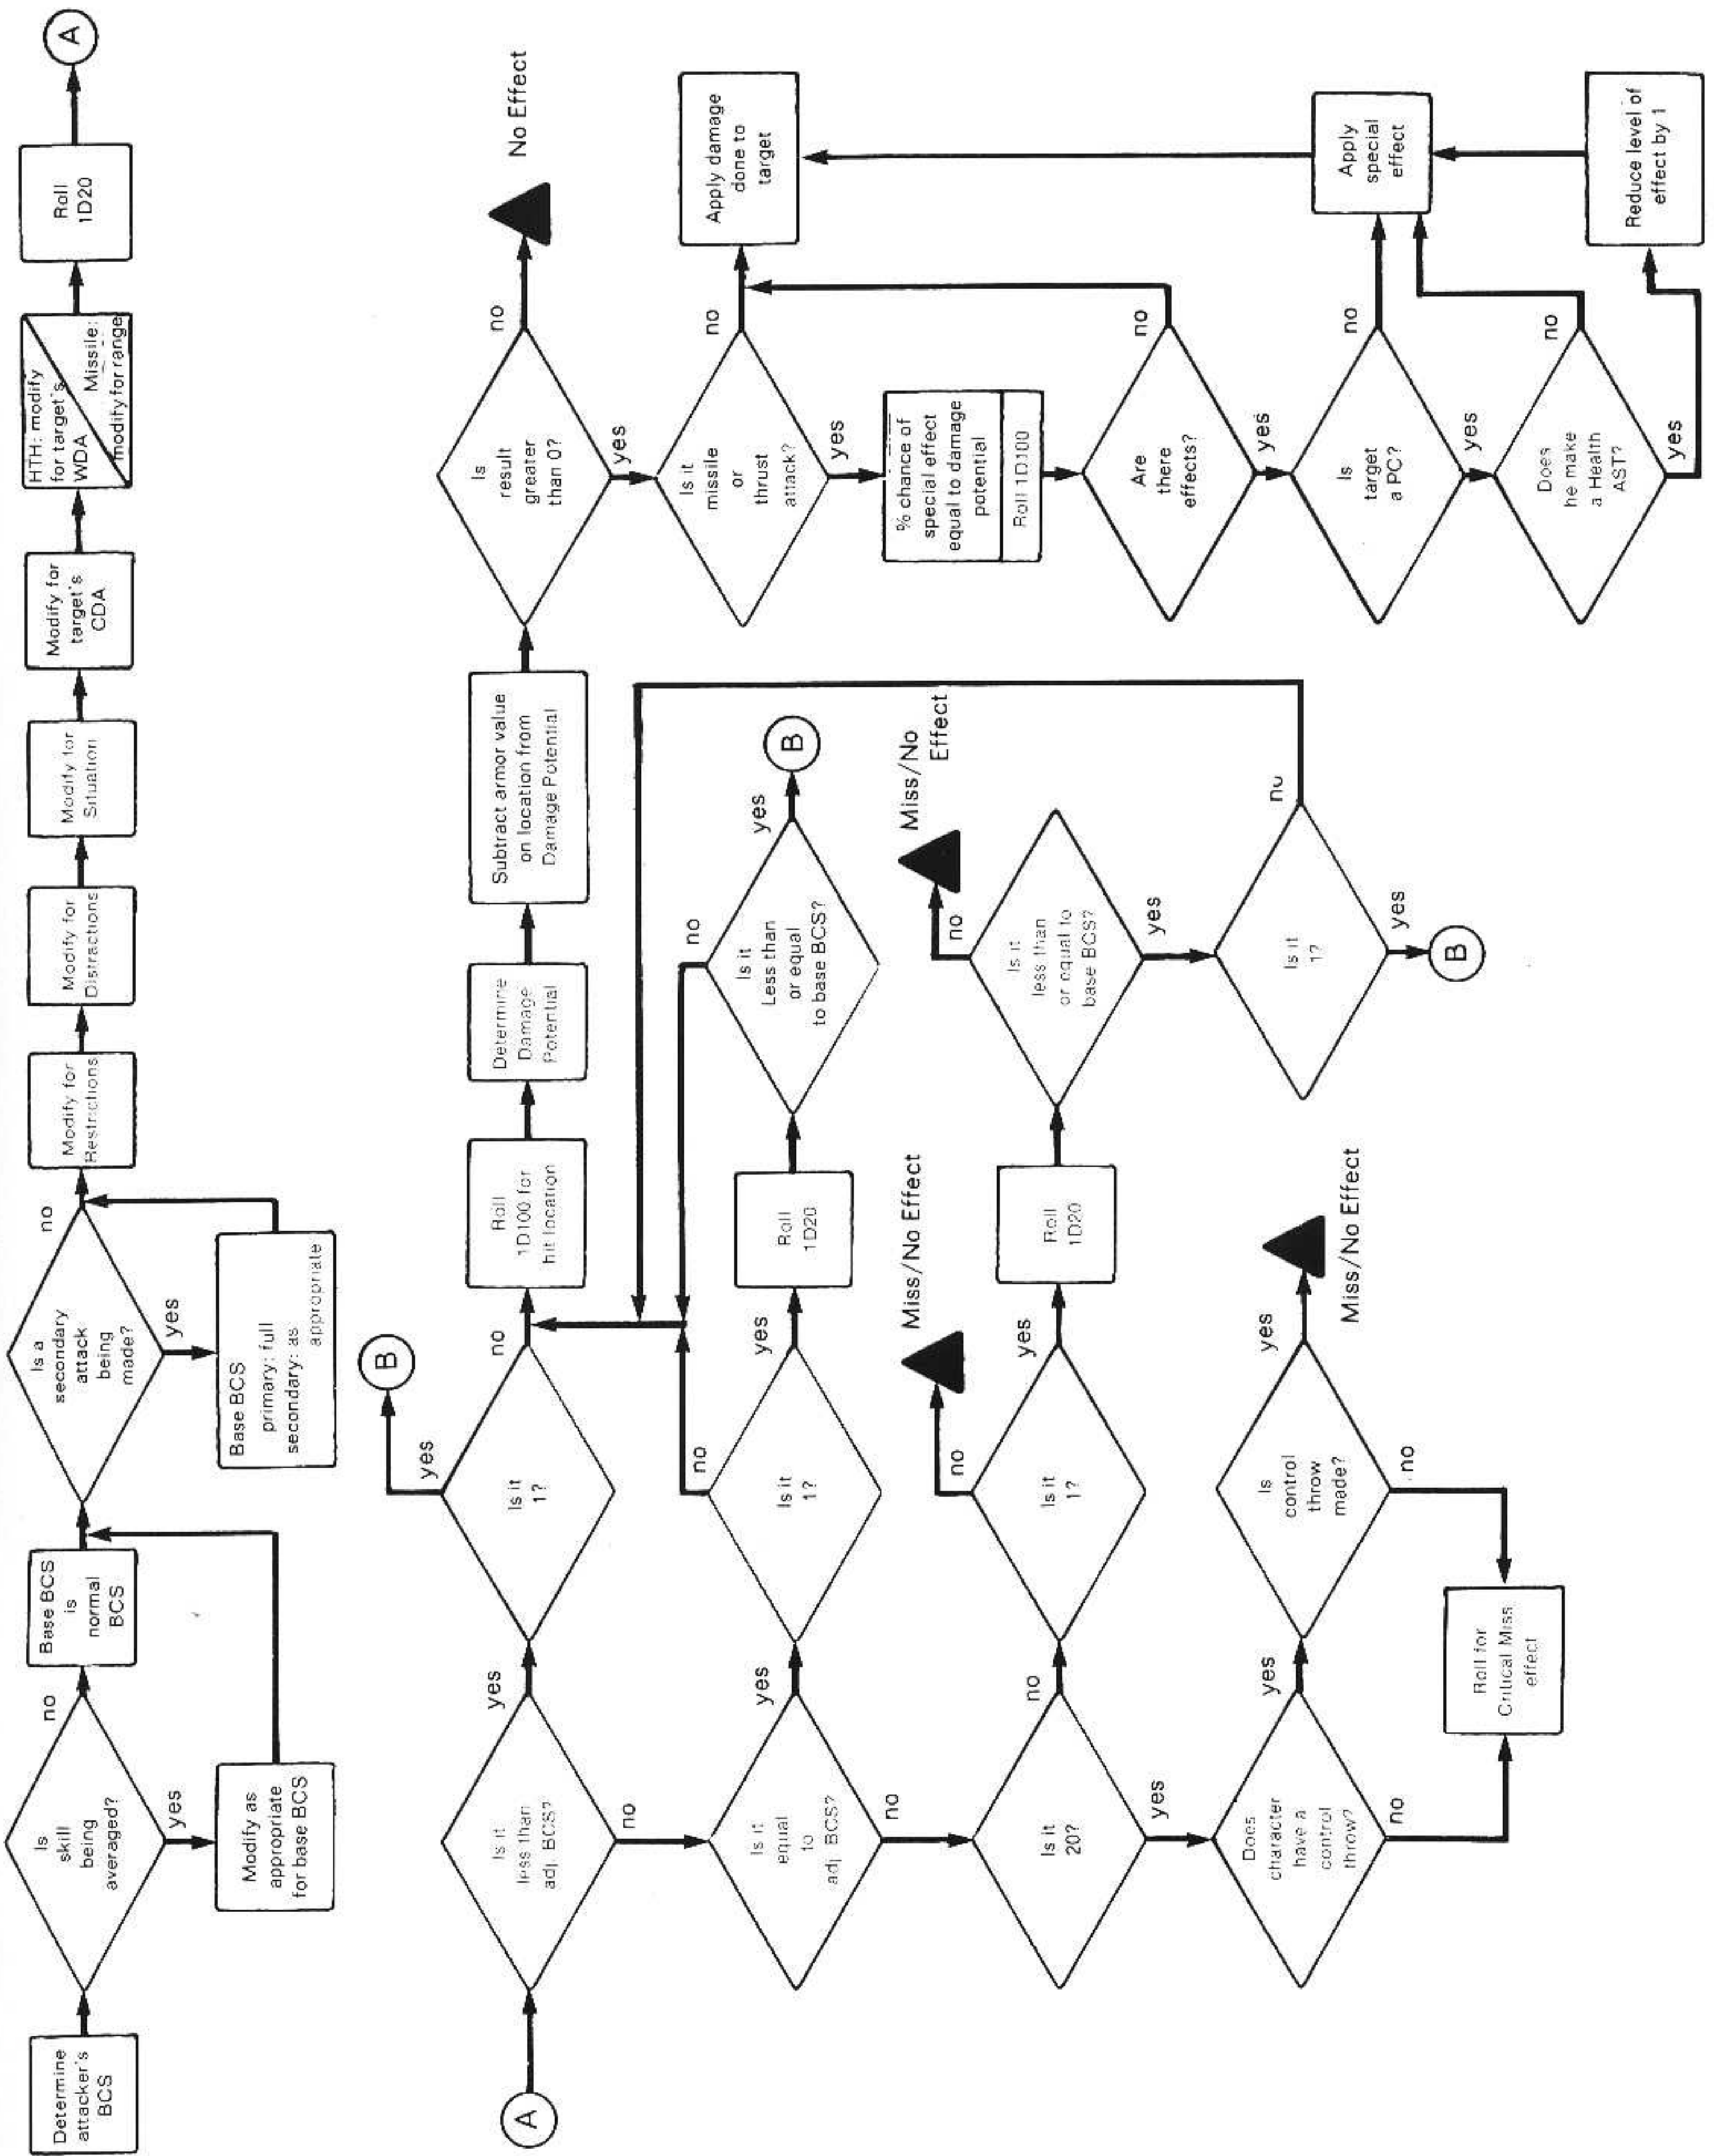 Determine
attacker's
BCS
Is
skill
being
averaged?
no
yes
Modify as
appropriate
for base BCS
Base BCS
is
normal
BCS
Is a
secondary
attack
being
made?
no
yes
Base BCS
primary: full
secondary: as
appropriate
Modify for
Restrictions
Modify for
Distractions
Modify for
Situation
Modify for
target's
CDA
HTH: modify
for target's
WDA
Missile:
modify for range
Roll
1D20
A
A
Is it
less than
adj. BCS?
yes
no
Is it
1?
yes
B
no
Roll
1D100 for
hit location
Determine
Damage
Potential
Subtract armor value
on location from
Damage Potential
Is
result
greater
than 0?
no
No Effect
yes
Is it
equal
to
adj. BCS?
yes
no
Is it
1?
no
yes
Roll
1D20
Is it
Less than
or equal
to base BCS?
no
yes
B
Is it
missile
or
thrust
attack?
no
Apply damage
done to
target
yes
% chance of
special effect
equal to damage
potential
Roll 1D100
Is it
20?
no
yes
Is it
1?
no
Miss/No Effect
yes
Roll
1D20
Is it
less than
or equal to
base BCS?
no
Miss/No
Effect
yes
Are
there
effects?
no
yes
Does
character
have a
control
throw?
yes
no
Is
control
throw
made?
yes
Miss/No Effect
no
Roll for
Critical Miss
effect
Is it
1?
no
yes
B
Is
target
a PC?
no
yes
Apply
special
effect
Does
he make
a Health
AST?
no
yes
Reduce level of
effect by 1